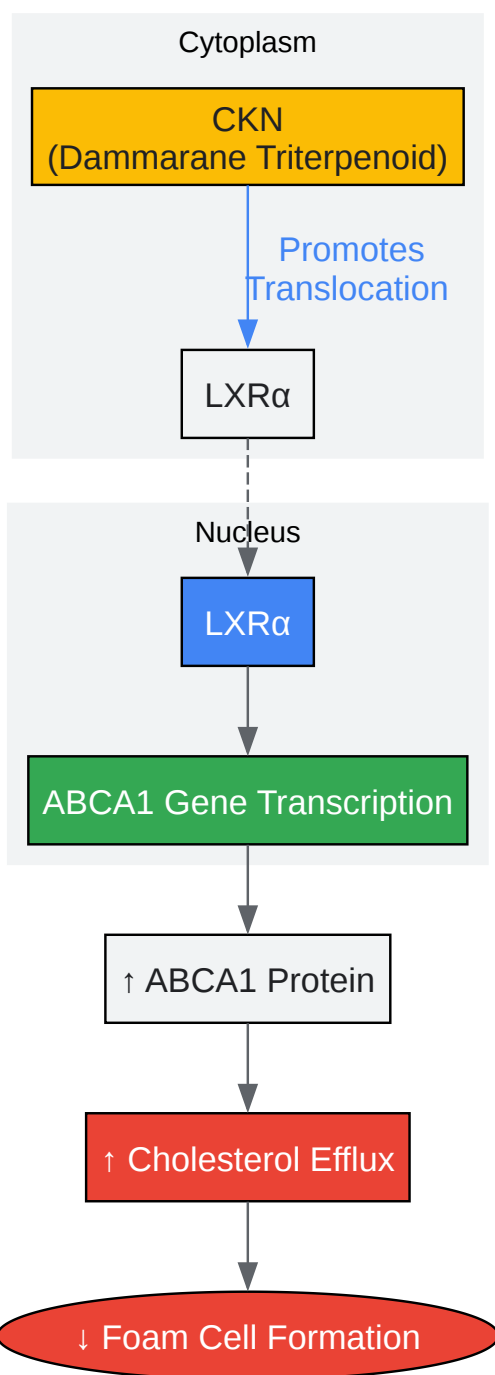 Cytoplasm
CKN
(Dammarane Triterpenoid)
Promotes
Translocation
LXRα
Nucleus
LXRα
ABCA1 Gene Transcription
↑ ABCA1 Protein
↑ Cholesterol Efflux
↓ Foam Cell Formation